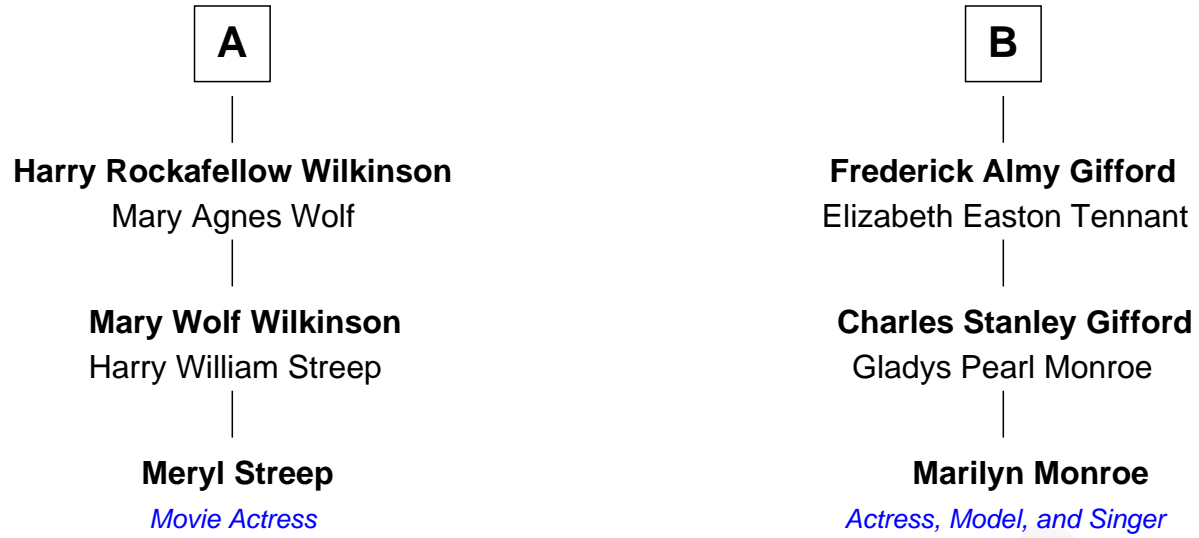 A
Harry Rockafellow Wilkinson
Mary Agnes Wolf
Mary Wolf Wilkinson
Harry William Streep
Meryl Streep
Movie Actress
B
Frederick Almy Gifford
Elizabeth Easton Tennant
Charles Stanley Gifford
Gladys Pearl Monroe
Marilyn Monroe
Actress, Model, and Singer